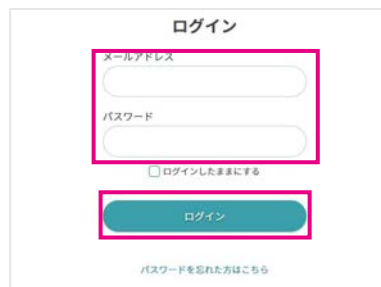 ログイン
メールアドレス
パスワード
ログインしたままにする
ログイン
パスワードを忘れた方はこちら